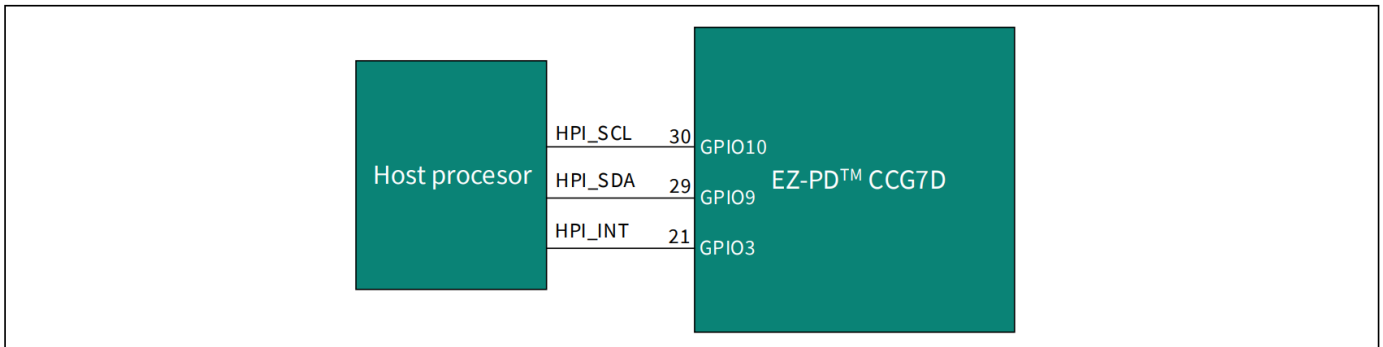 HPI_SCL 30 GPIO10
Host procesor HPI_SDA 29 GPIO9 EZ-PD™ CCG7D
HPI_INT 21 GPIO3